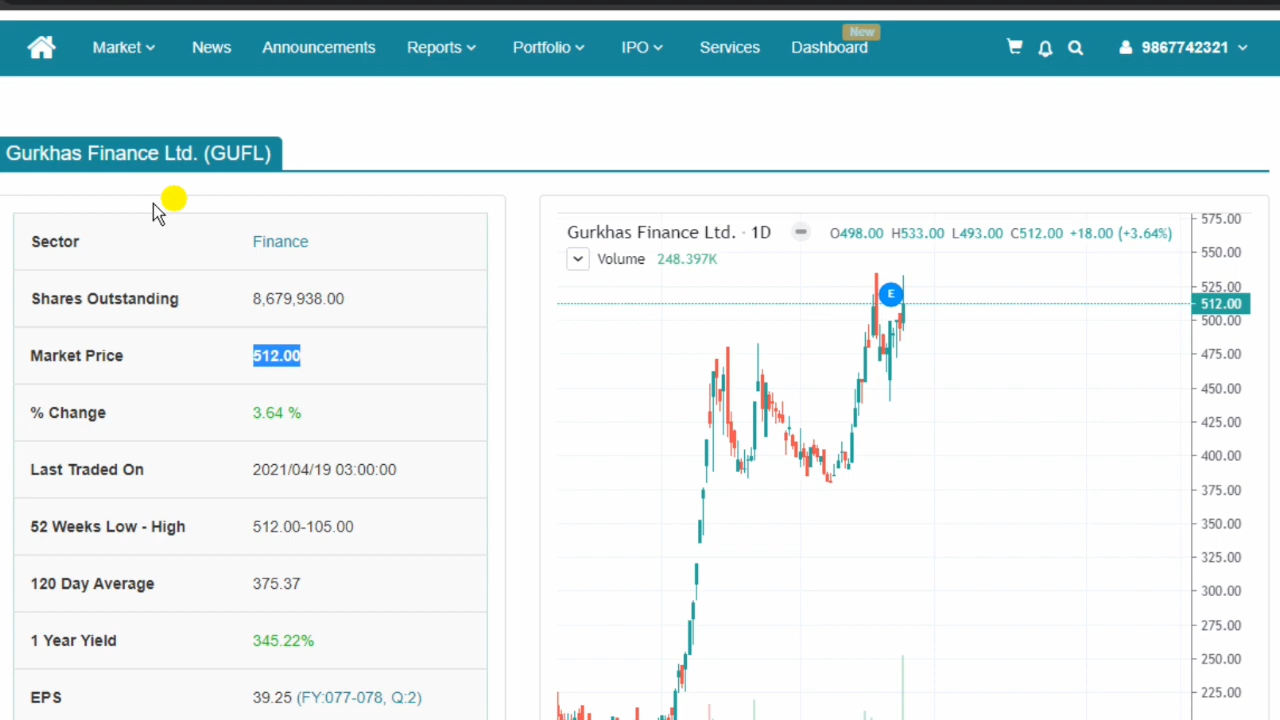 New
Market News Announcements Reports Portfolio IPO Services Dashboard 9867742321
Gurkhas Finance Ltd. (GUFL)
Sector Finance
Shares Outstanding 8,679,938.00
Market Price 512.00
% Change 3.64 %
Last Traded On 2021/04/19 03:00:00
52 Weeks Low - High 512.00-105.00
120 Day Average 375.37
1 Year Yield 345.22%
EPS 39.25 (FY:077-078, Q:2)
Gurkhas Finance Ltd. · 1D O498.00 H533.00 L493.00 C512.00 +18.00 (+3.64%)
Volume 248.397K
E
575.00
550.00
525.00
512.00
500.00
475.00
450.00
425.00
400.00
375.00
350.00
325.00
300.00
275.00
250.00
225.00